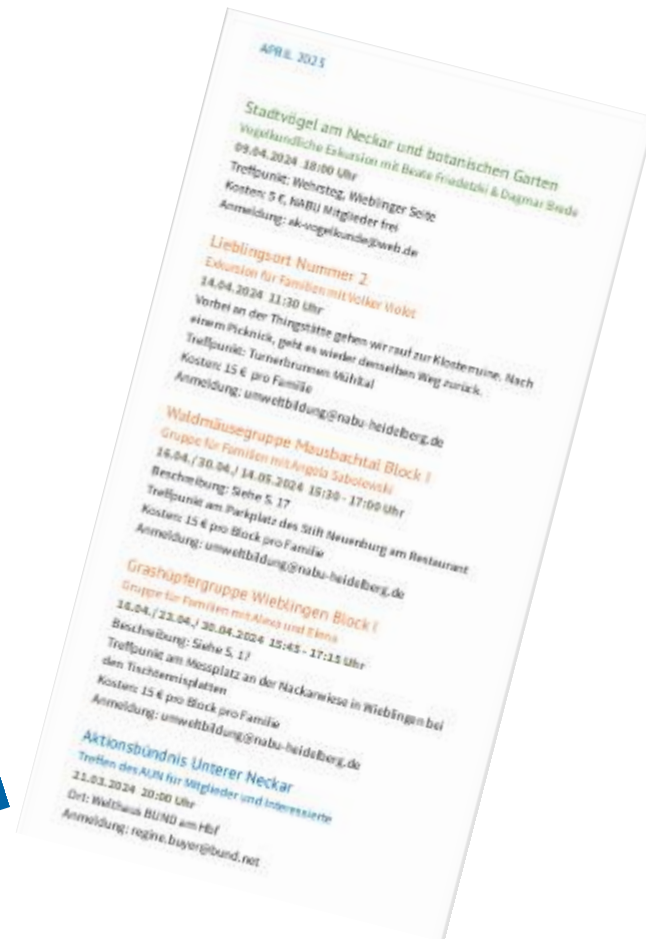 APRIL 2025
Stadtvögel am Neckar und botanischen Garten
Vogelkundliche Exkursion mit Beate Friedetzki & Dagmar Brede
09.04.2024 18:00 Uhr
Treffpunkt: Wehrsteg, Wieblinger Seite
Kosten: 5 €, NABU Mitglieder frei
Anmeldung: ak-vogelkunde@web.de
Lieblingsort Nummer 2
Exkursion für Familien mit Volker Violet
14.04.2024 11:30 Uhr
Vorbei an der Thingstätte gehen wir rauf zur Klosterruine. Nach
einem Picknick, geht es wieder denselben Weg zurück.
Treffpunkt: Turnerbrunnen Mühltal
Kosten: 15 € pro Familie
Anmeldung: umweltbildung@nabu-heidelberg.de
Waldmäusegruppe Mausbachtal Block I
Gruppe für Familien mit Angela
16.04./ 30.04./ 14.05.2024 15:30 - 17:00 Uhr
Beschreibung: Siehe S. 17
Treffpunkt am Parkplatz des Stift Neuenburg am Restaurant
Kosten: 15 € pro Block pro Familie
Anmeldung: umweltbildung@nabu-heidelberg.de
Grashüpfergruppe Wieblingen Block I
Gruppe für Familien mit Alexa und Elena
16.04./ 23.04./ 30.04.2024 15:45 - 17:15 Uhr
Beschreibung: Siehe S. 17
Treffpunkt am Messplatz an der Nackarwiese in Wieblingen bei
den Tischtennisplatten
Kosten: 15 € pro Block pro Familie
Anmeldung: umweltbildung@nabu-heidelberg.de
Aktionsbündnis Unterer Neckar
Treffen des AUN für Mitglieder und Interessierte
21.03.2024 20:00 Uhr
Ort: Welthaus BUND am Hbf
Anmeldung: regine.buyer@bund.net